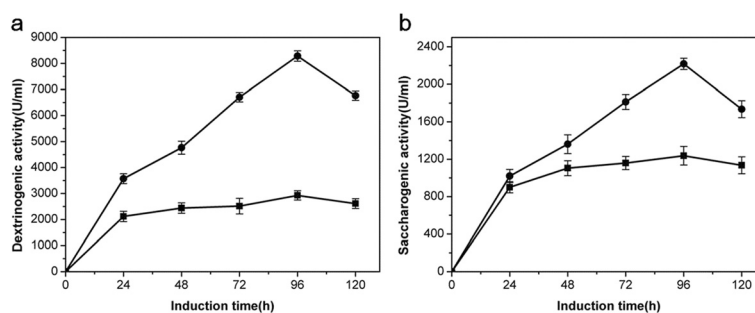 a
Dextrinogenic activity(U/ml)
9000
8000
7000
6000
5000
4000
3000
2000
1000
0
0 24 48 72 96 120
Induction time(h)
b
Saccharogenic activity(U/ml)
2400
2000
1600
1200
800
400
0
0 24 48 72 96 120
Induction time(h)